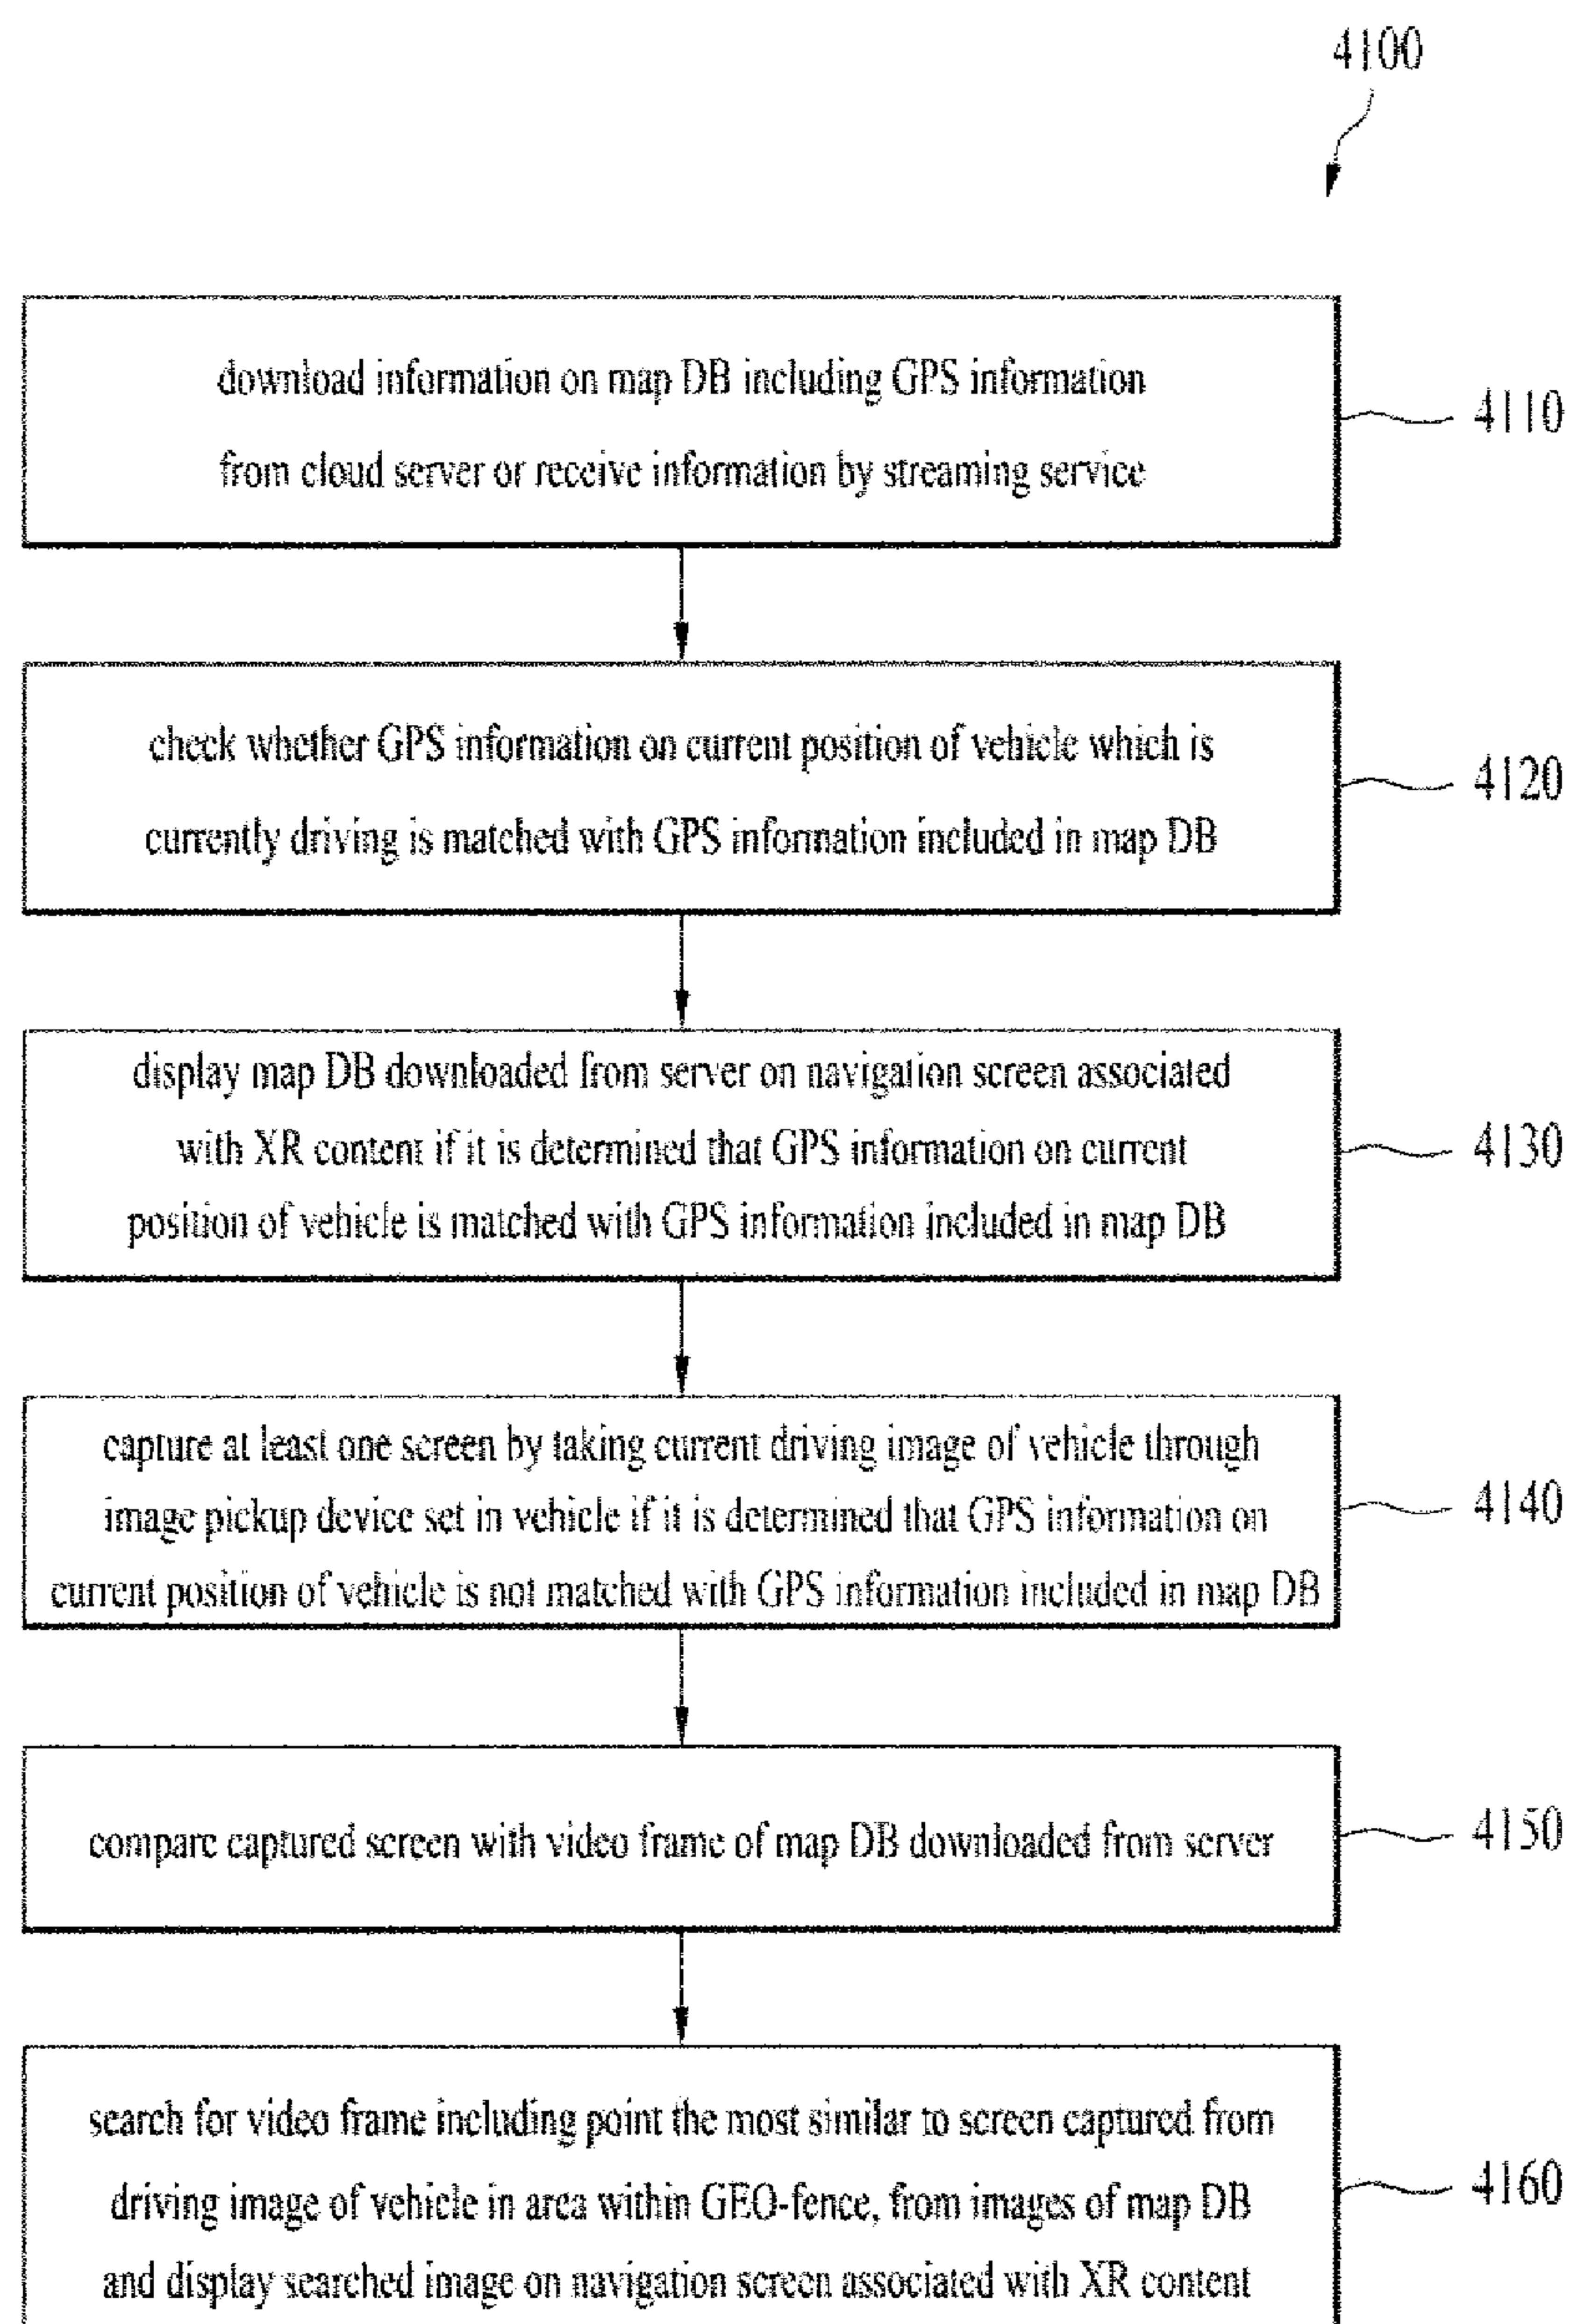 4100
download information on map DB including GPS information
from cloud server or receive information by streaming service
4110
check whether GPS information on current position of vehicle which is
currently driving is matched with GPS information included in map DB
4120
display map DB downloaded from server on navigation screen associated
with XR content if it is determined that GPS information on current
position of vehicle is matched with GPS information included in map DB
4130
capture at least one screen by taking current driving image of vehicle through
image pickup device set in vehicle if it is determined that GPS information on
current position of vehicle is not matched with GPS information included in map DB
4140
compare captured screen with video frame of map DB downloaded from server
4150
search for video frame including point the most similar to screen captured from
driving image of vehicle in area within GEO-fence, from images of map DB
and display searched image on navigation screen associated with XR content
4160